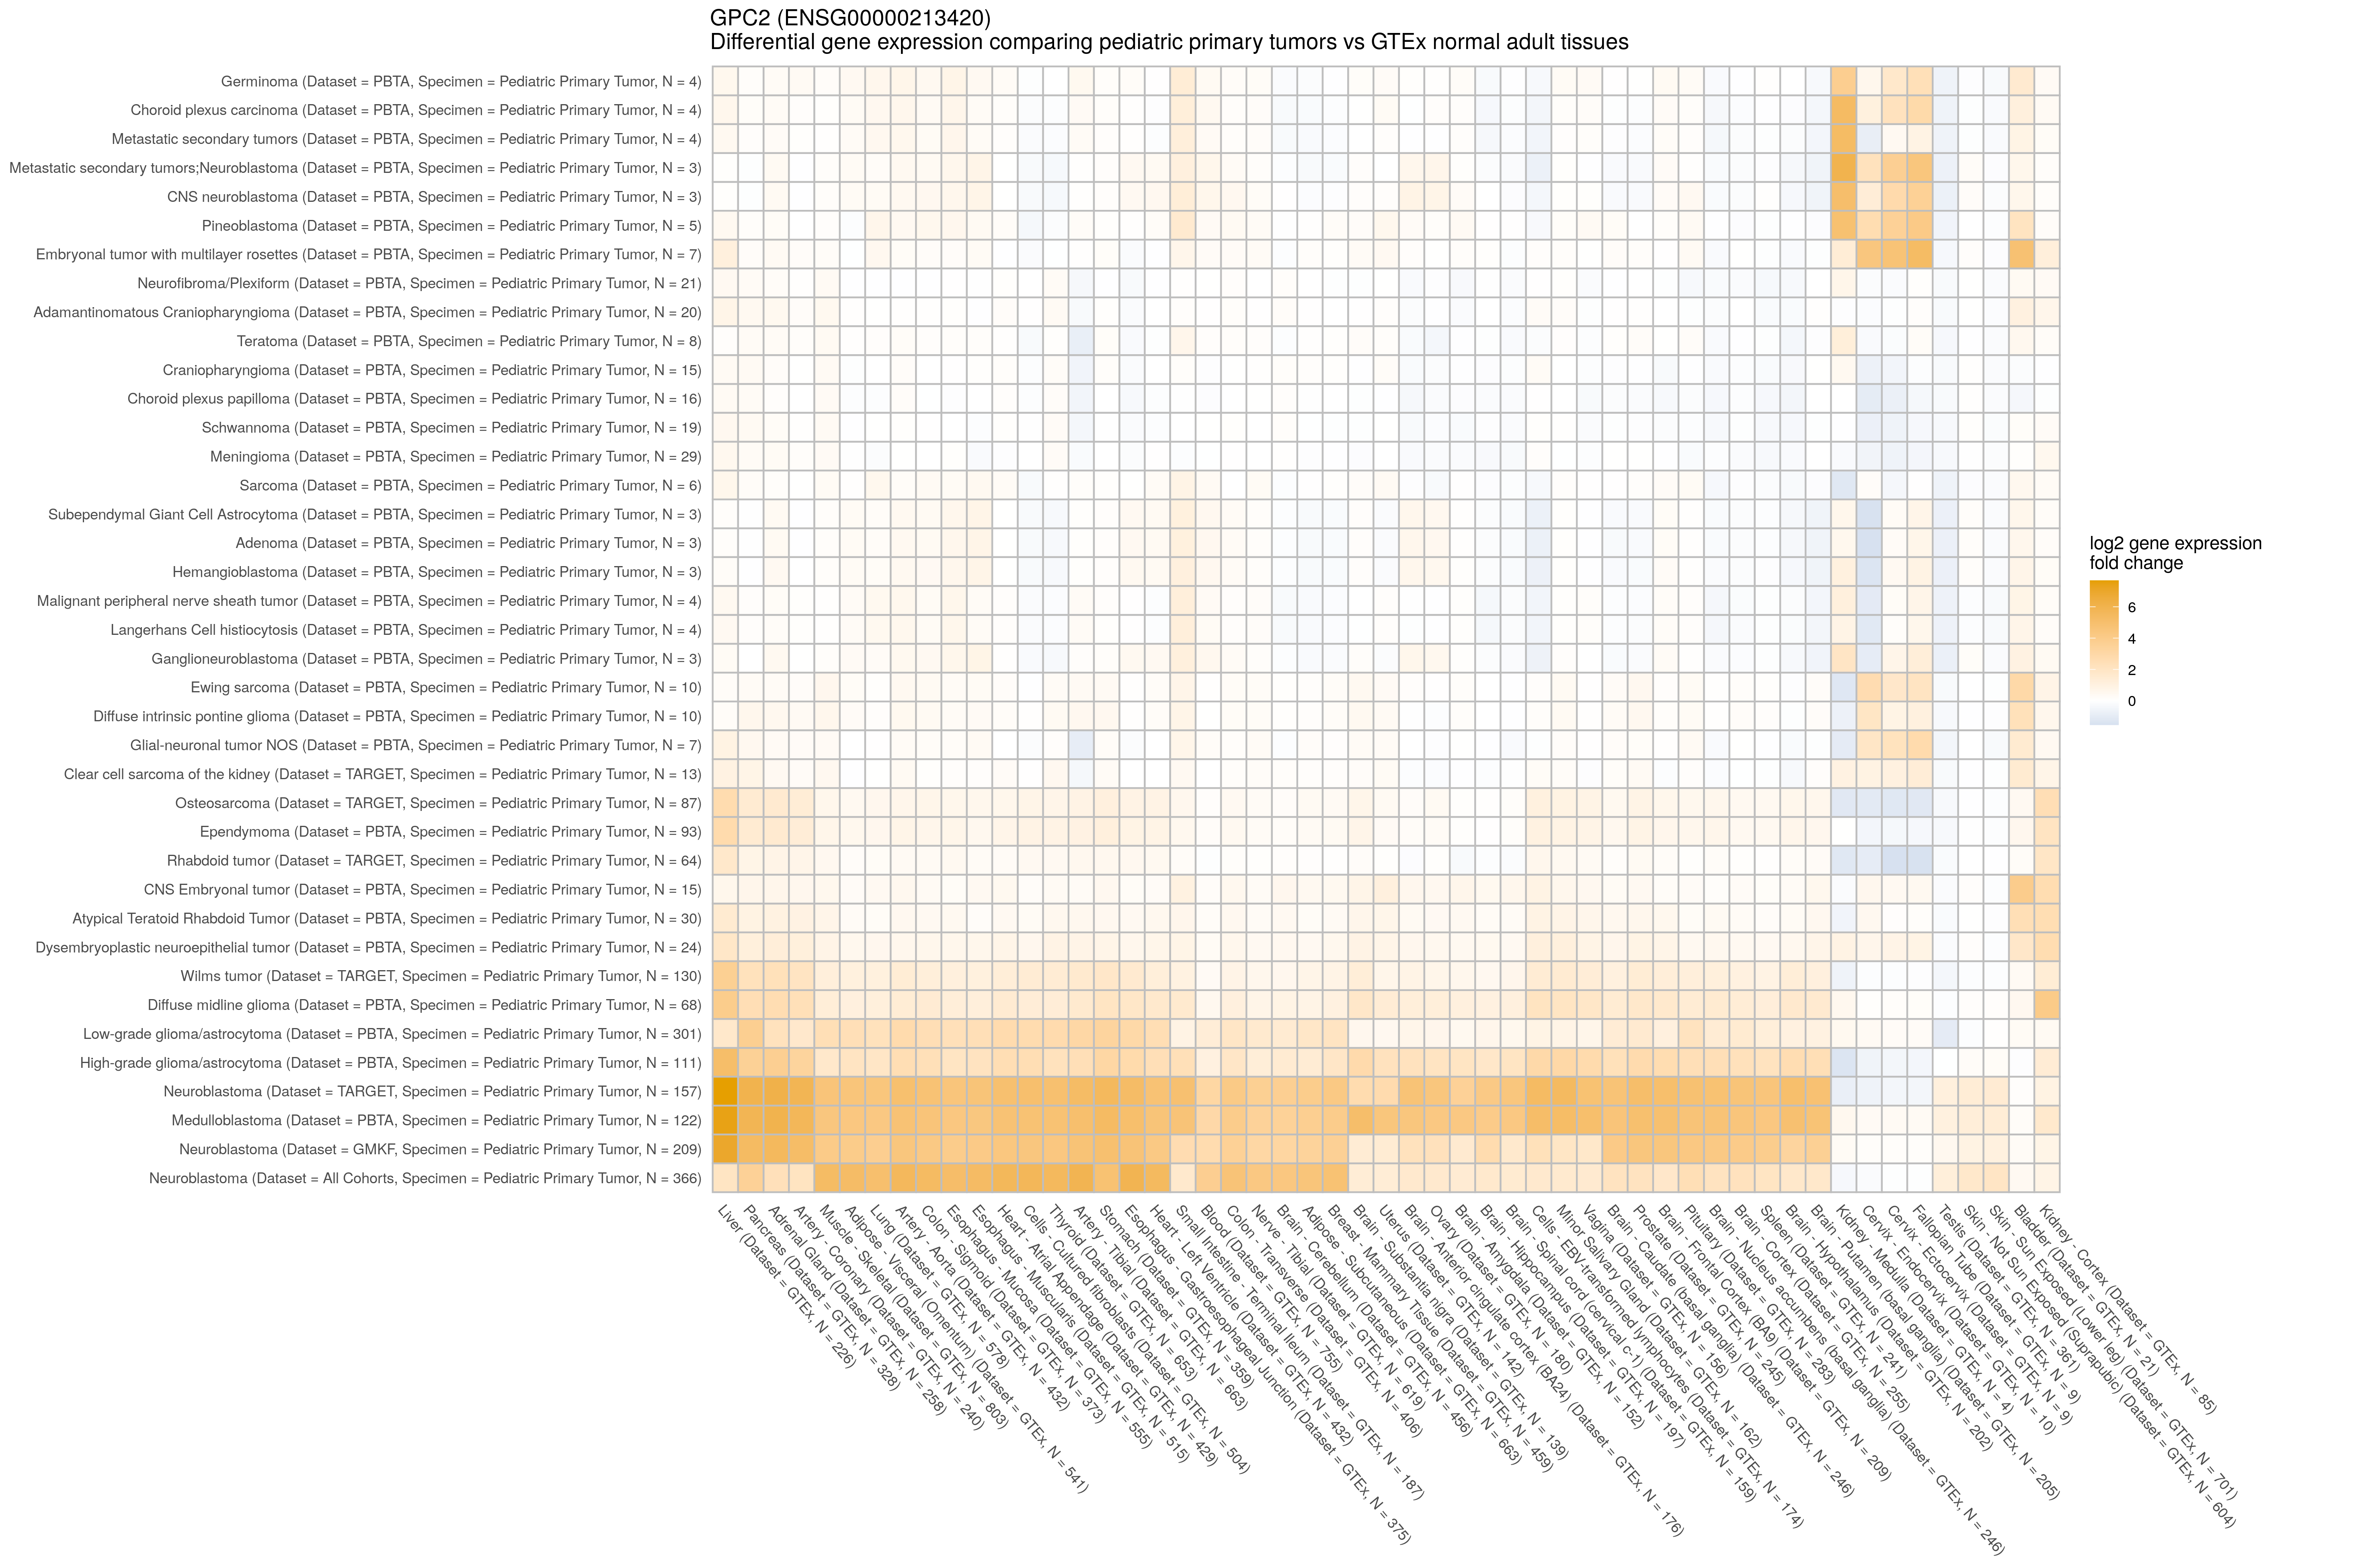 GPC2 (ENSG00000213420)
Differential gene expression comparing pediatric primary tumors vs GTEx normal adult tissues
Germinoma (Dataset = PBTA, Specimen = Pediatric Primary Tumor, N = 4)
Choroid plexus carcinoma (Dataset = PBTA, Specimen = Pediatric Primary Tumor, N = 4)
Metastatic secondary tumors (Dataset = PBTA, Specimen = Pediatric Primary Tumor, N = 4)
Metastatic secondary tumors;Neuroblastoma (Dataset = PBTA, Specimen = Pediatric Primary Tumor, N = 3)
CNS neuroblastoma (Dataset = PBTA, Specimen = Pediatric Primary Tumor, N = 3)
Pineoblastoma (Dataset = PBTA, Specimen = Pediatric Primary Tumor, N = 5)
Embryonal tumor with multilayer rosettes (Dataset = PBTA, Specimen = Pediatric Primary Tumor, N = 7)
Neurofibroma/Plexiform (Dataset = PBTA, Specimen = Pediatric Primary Tumor, N = 21)
Adamantinomatous Craniopharyngioma (Dataset = PBTA, Specimen = Pediatric Primary Tumor, N = 20)
Teratoma (Dataset = PBTA, Specimen = Pediatric Primary Tumor, N = 8)
Craniopharyngioma (Dataset = PBTA, Specimen = Pediatric Primary Tumor, N = 15)
Choroid plexus papilloma (Dataset = PBTA, Specimen = Pediatric Primary Tumor, N = 16)
Schwannoma (Dataset = PBTA, Specimen = Pediatric Primary Tumor, N = 19)
Meningioma (Dataset = PBTA, Specimen = Pediatric Primary Tumor, N = 29)
Sarcoma (Dataset = PBTA, Specimen = Pediatric Primary Tumor, N = 6)
Subependymal Giant Cell Astrocytoma (Dataset = PBTA, Specimen = Pediatric Primary Tumor, N = 3)
Adenoma (Dataset = PBTA, Specimen = Pediatric Primary Tumor, N = 3)
Hemangioblastoma (Dataset = PBTA, Specimen = Pediatric Primary Tumor, N = 3)
Malignant peripheral nerve sheath tumor (Dataset = PBTA, Specimen = Pediatric Primary Tumor, N = 4)
Langerhans Cell histiocytosis (Dataset = PBTA, Specimen = Pediatric Primary Tumor, N = 4)
Ganglioneuroblastoma (Dataset = PBTA, Specimen = Pediatric Primary Tumor, N = 3)
Ewing sarcoma (Dataset = PBTA, Specimen = Pediatric Primary Tumor, N = 10)
Diffuse intrinsic pontine glioma (Dataset = PBTA, Specimen = Pediatric Primary Tumor, N = 10)
Glial-neuronal tumor NOS (Dataset = PBTA, Specimen = Pediatric Primary Tumor, N = 7)
Clear cell sarcoma of the kidney (Dataset = TARGET, Specimen = Pediatric Primary Tumor, N = 13)
Osteosarcoma (Dataset = TARGET, Specimen = Pediatric Primary Tumor, N = 87)
Ependymoma (Dataset = PBTA, Specimen = Pediatric Primary Tumor, N = 93)
Rhabdoid tumor (Dataset = TARGET, Specimen = Pediatric Primary Tumor, N = 64)
CNS Embryonal tumor (Dataset = PBTA, Specimen = Pediatric Primary Tumor, N = 15)
Atypical Teratoid Rhabdoid Tumor (Dataset = PBTA, Specimen = Pediatric Primary Tumor, N = 30)
Dysembryoplastic neuroepithelial tumor (Dataset = PBTA, Specimen = Pediatric Primary Tumor, N = 24)
Wilms tumor (Dataset = TARGET, Specimen = Pediatric Primary Tumor, N = 130)
Diffuse midline glioma (Dataset = PBTA, Specimen = Pediatric Primary Tumor, N = 68)
Low-grade glioma/astrocytoma (Dataset = PBTA, Specimen = Pediatric Primary Tumor, N = 301)
High-grade glioma/astrocytoma (Dataset = PBTA, Specimen = Pediatric Primary Tumor, N = 111)
Neuroblastoma (Dataset = TARGET, Specimen = Pediatric Primary Tumor, N = 157)
Medulloblastoma (Dataset = PBTA, Specimen = Pediatric Primary Tumor, N = 122)
Neuroblastoma (Dataset = GMKF, Specimen = Pediatric Primary Tumor, N = 209)
Neuroblastoma (Dataset = All Cohorts, Specimen = Pediatric Primary Tumor, N = 366)
log2 gene expression
fold change
6
4
2
0
Liver (Dataset = GTEx, N = 226)
Pancreas (Dataset = GTEx, N = 328)
Adrenal Gland (Dataset = GTEx, N = 258)
Artery - Coronary (Dataset = GTEx, N = 240)
Muscle - Skeletal (Dataset = GTEx, N = 803)
Adipose - Visceral (Omentum) (Dataset = GTEx, N = 541)
Lung (Dataset = GTEx, N = 578)
Artery - Aorta (Dataset = GTEx, N = 432)
Colon - Sigmoid (Dataset = GTEx, N = 373)
Esophagus - Mucosa (Dataset = GTEx, N = 555)
Esophagus - Muscularis (Dataset = GTEx, N = 515)
Heart - Atrial Appendage (Dataset = GTEx, N = 429)
Cells - Cultured fibroblasts (Dataset = GTEx, N = 504)
Thyroid (Dataset = GTEx, N = 653)
Artery - Tibial (Dataset = GTEx, N = 663)
Stomach (Dataset = GTEx, N = 359)
Esophagus - Gastroesophageal Junction (Dataset = GTEx, N = 375)
Heart - Left Ventricle (Dataset = GTEx, N = 432)
Small Intestine - Terminal Ileum (Dataset = GTEx, N = 187)
Blood (Dataset = GTEx, N = 755)
Colon - Transverse (Dataset = GTEx, N = 406)
Nerve - Tibial (Dataset = GTEx, N = 619)
Brain - Cerebellum (Dataset = GTEx, N = 456)
Adipose - Subcutaneous (Dataset = GTEx, N = 663)
Breast - Mammary Tissue (Dataset = GTEx, N = 459)
Brain - Substantia nigra (Dataset = GTEx, N = 139)
Uterus (Dataset = GTEx, N = 142)
Brain - Anterior cingulate cortex (BA24) (Dataset = GTEx, N = 176)
Ovary (Dataset = GTEx, N = 180)
Brain - Amygdala (Dataset = GTEx, N = 152)
Brain - Hippocampus (Dataset = GTEx, N = 197)
Brain - Spinal cord (cervical c-1) (Dataset = GTEx, N = 159)
Cells - EBV-transformed lymphocytes (Dataset = GTEx, N = 174)
Minor Salivary Gland (Dataset = GTEx, N = 162)
Vagina (Dataset = GTEx, N = 156)
Brain - Caudate (basal ganglia) (Dataset = GTEx, N = 246)
Prostate (Dataset = GTEx, N = 245)
Brain - Frontal Cortex (BA9) (Dataset = GTEx, N = 209)
Pituitary (Dataset = GTEx, N = 283)
Brain - Nucleus accumbens (basal ganglia) (Dataset = GTEx, N = 246)
Brain - Cortex (Dataset = GTEx, N = 255)
Spleen (Dataset = GTEx, N = 241)
Brain - Hypothalamus (Dataset = GTEx, N = 202)
Brain - Putamen (basal ganglia) (Dataset = GTEx, N = 205)
Kidney - Medulla (Dataset = GTEx, N = 4)
Cervix - Endocervix (Dataset = GTEx, N = 10)
Cervix - Ectocervix (Dataset = GTEx, N = 9)
Fallopian Tube (Dataset = GTEx, N = 9)
Testis (Dataset = GTEx, N = 361)
Skin - Not Sun Exposed (Suprapubic) (Dataset = GTEx, N = 604)
Skin - Sun Exposed (Lower leg) (Dataset = GTEx, N = 701)
Bladder (Dataset = GTEx, N = 21)
Kidney - Cortex (Dataset = GTEx, N = 85)